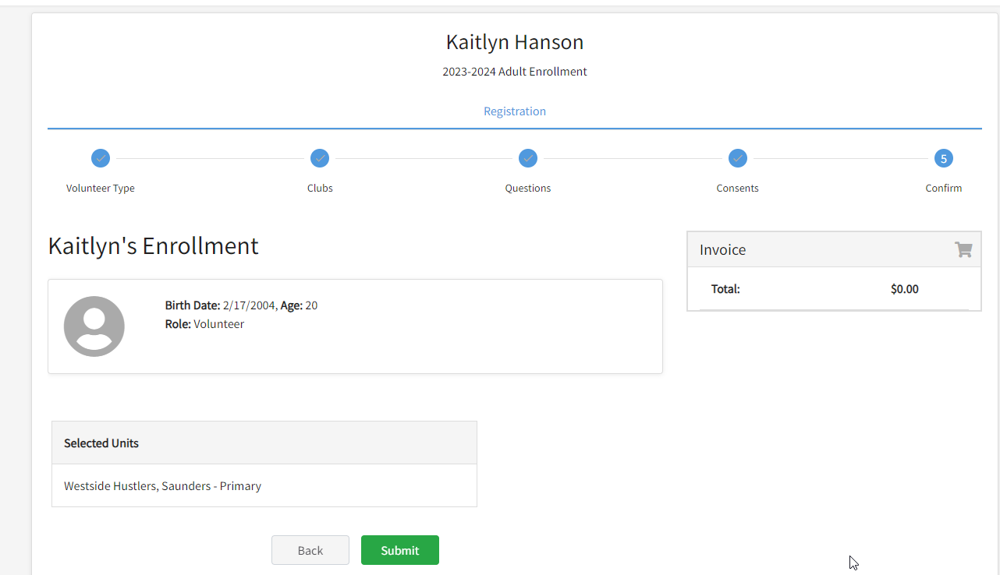 Kaitlyn Hanson
2023-2024 Adult Enrollment
Registration
5
Volunteer Type
Clubs
Questions
Consents
Confirm
Kaitlyn's Enrollment
Birth Date: 2/17/2004, Age: 20
Role: Volunteer
Invoice
Total: $0.00
Selected Units
Westside Hustlers, Saunders - Primary
Back
Submit